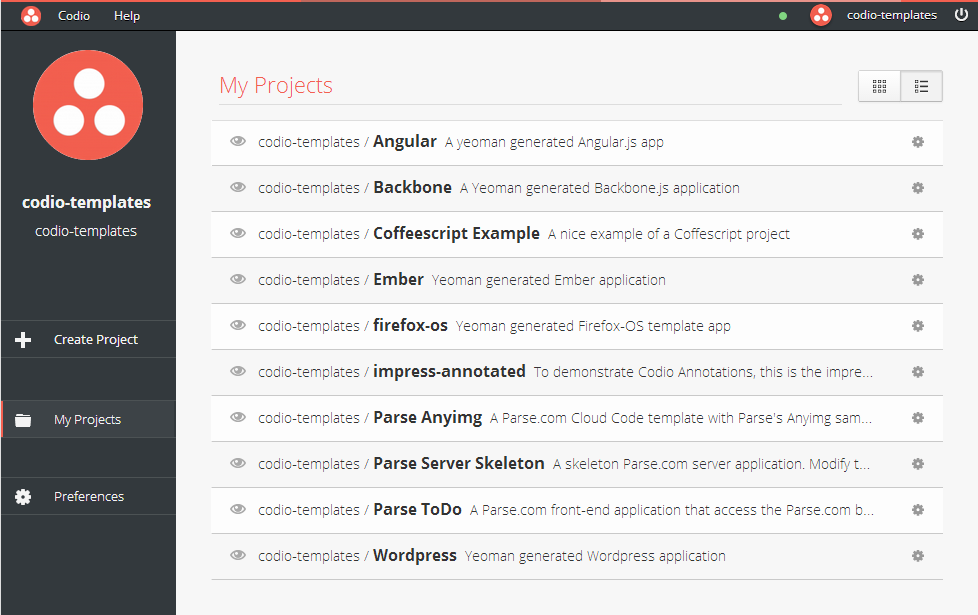 Codio Help codio-templates
codio-templates
codio-templates
Create Project
My Projects
Preferences
My Projects
codio-templates / Angular A yeoman generated Angular.js app
codio-templates / Backbone A Yeoman generated Backbone.js application
codio-templates / Coffeescript Example A nice example of a Coffescript project
codio-templates / Ember Yeoman generated Ember application
codio-templates / firefox-os Yeoman generated Firefox-OS template app
codio-templates / impress-annotated To demonstrate Codio Annotations, this is the impre...
codio-templates / Parse Anyimg A Parse.com Cloud Code template with Parse's Anyimg sam...
codio-templates / Parse Server Skeleton A skeleton Parse.com server application. Modify t...
codio-templates / Parse ToDo A Parse.com front-end application that access the Parse.com b...
codio-templates / Wordpress Yeoman generated Wordpress application